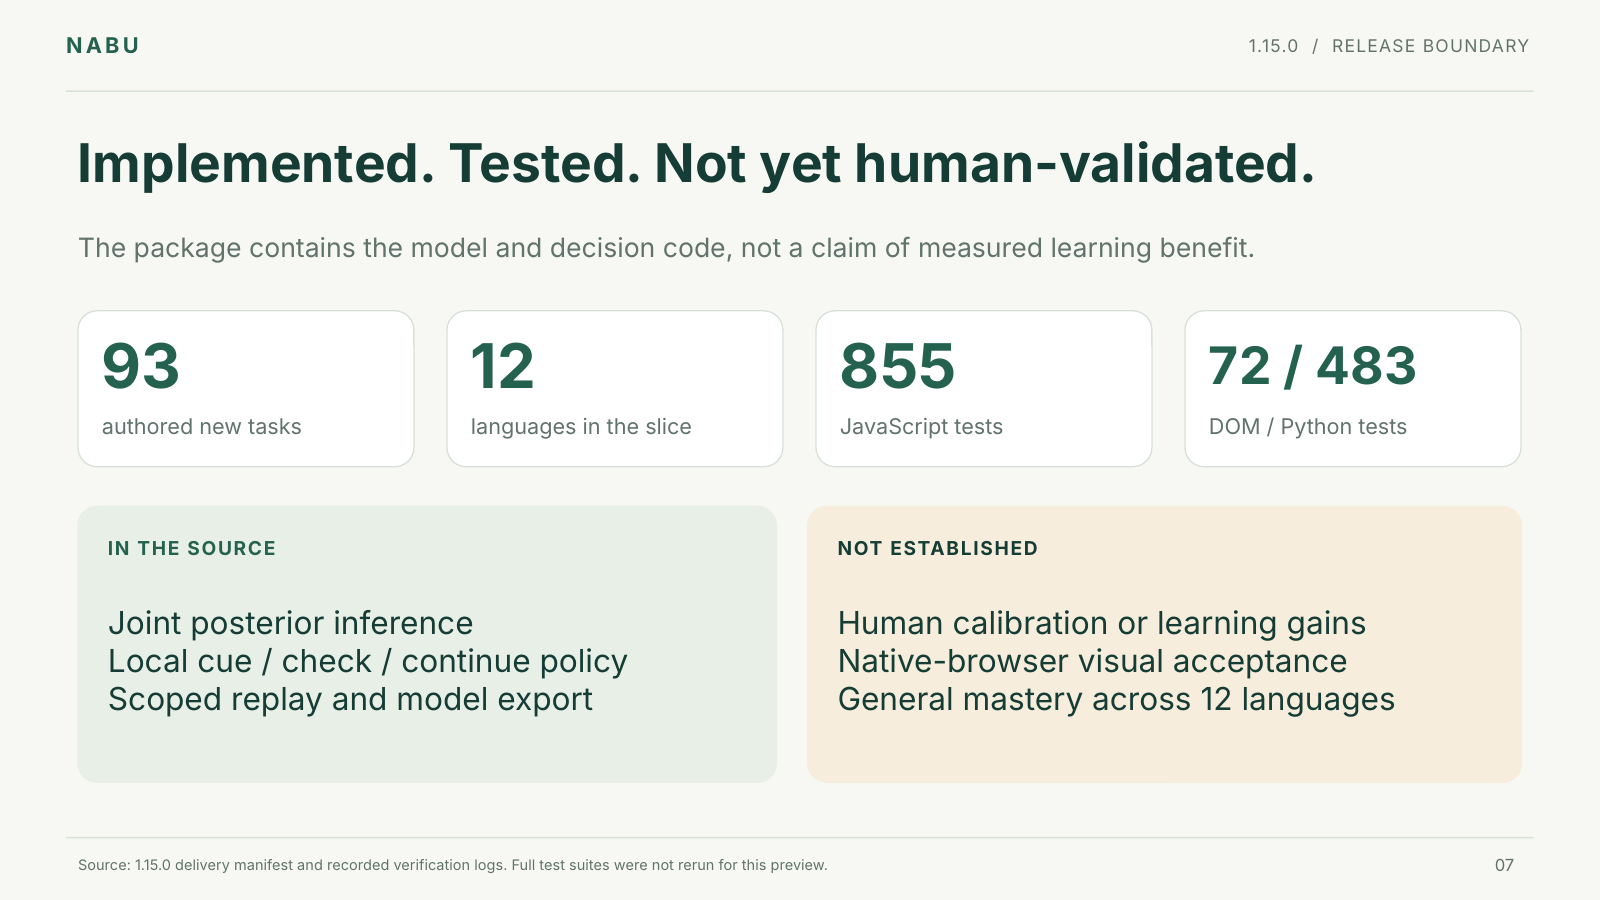 NABU
1.15.0 / RELEASE BOUNDARY
Implemented. Tested. Not yet human-validated.
The package contains the model and decision code, not a claim of measured learning benefit.
93
authored new tasks
12
languages in the slice
855
JavaScript tests
72 / 483
DOM / Python tests
IN THE SOURCE
Joint posterior inference
Local cue / check / continue policy
Scoped replay and model export
NOT ESTABLISHED
Human calibration or learning gains
Native-browser visual acceptance
General mastery across 12 languages
Source: 1.15.0 delivery manifest and recorded verification logs. Full test suites were not rerun for this preview.
07